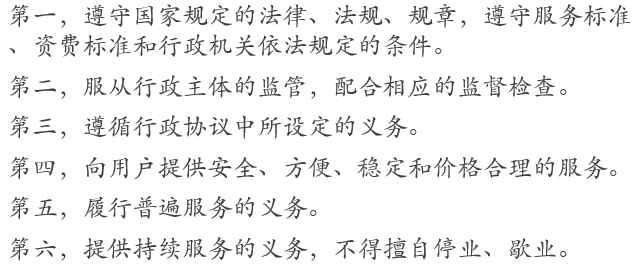 第一，遵守国家规定的法律、法规、规章，遵守服务标准
、资费标准和行政机关依法规定的条件。
第二，服从行政主体的监管，配合相应的监督检查。
第三，遵循行政协议中所设定的义务。
第四，向用户提供安全、方便、稳定和价格合理的服务。
第五，履行普遍服务的义务。
第六，提供持续服务的义务，不得擅自停业、歇业。